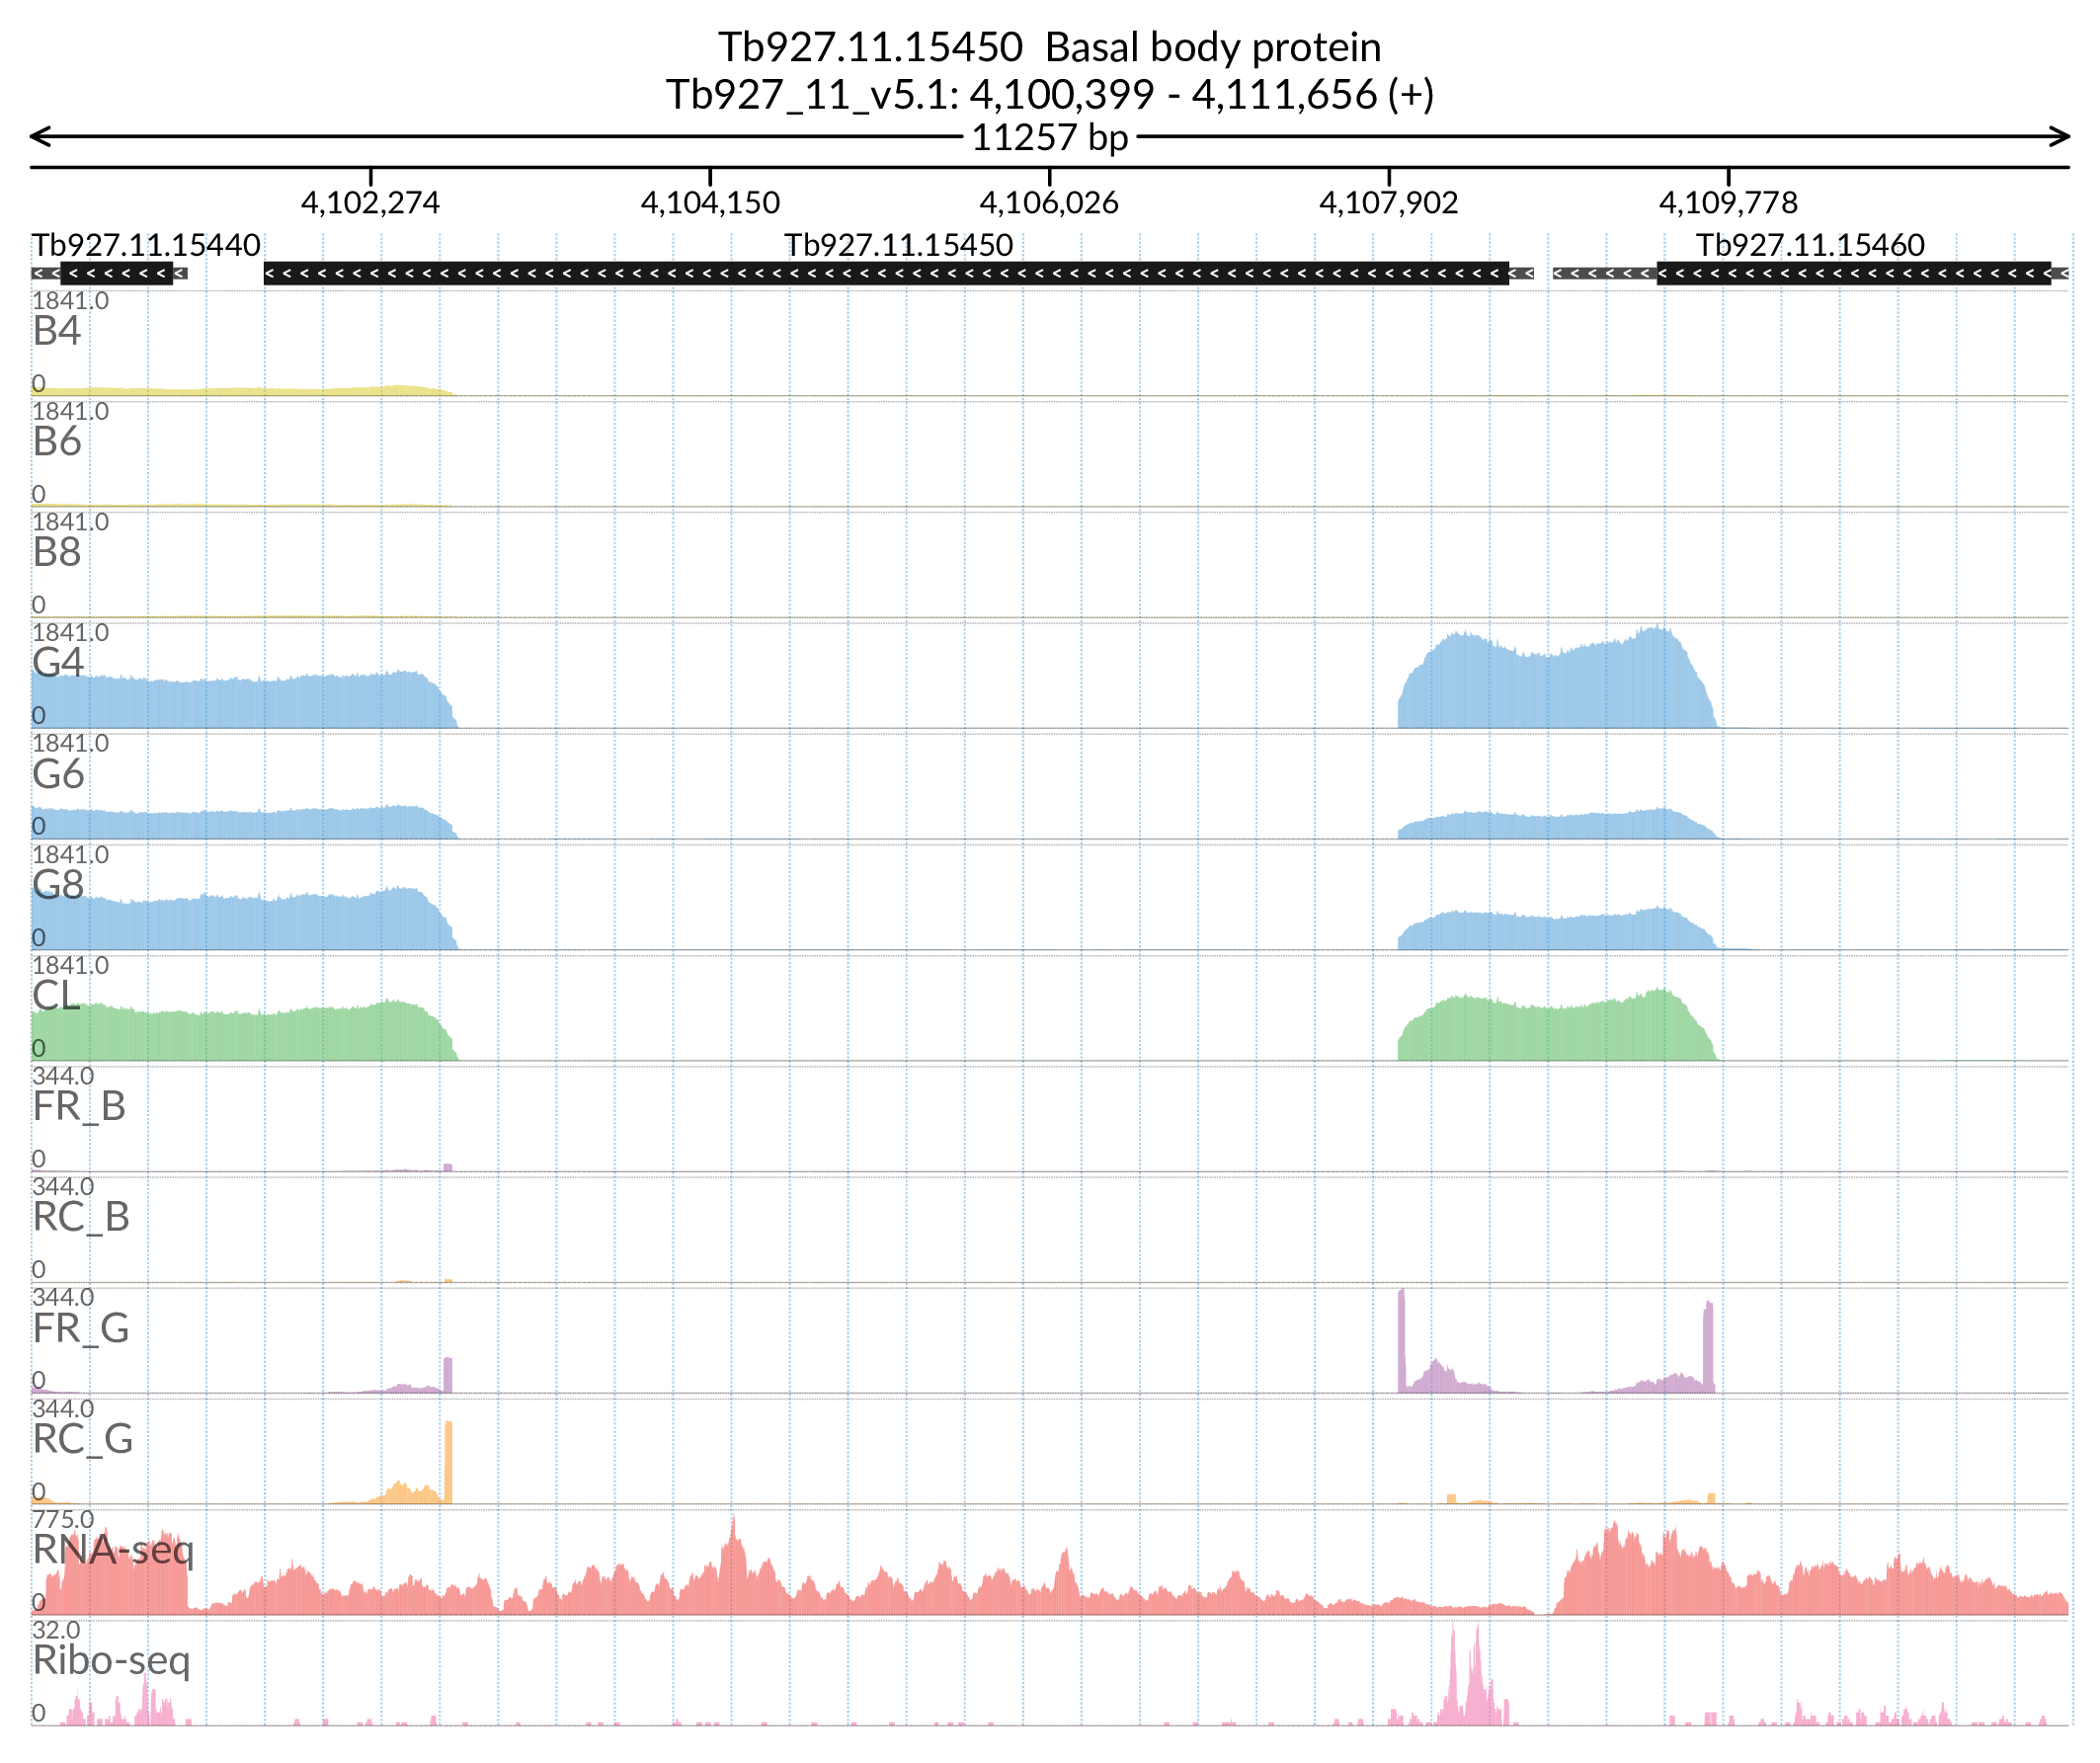 Tb927.11.15450 Basal body protein
Tb927_11_v5.1: 4,100,399 - 4,111,656 (+)
11257 bp
4,102,274 4,104,150 4,106,026 4,107,902 4,109,778
Tb927.11.15440 Tb927.11.15450 Tb927.11.15460
1841.0
B4
0
1841.0
B6
0
1841.0
B8
0
1841.0
G4
0
1841.0
G6
0
1841.0
G8
0
1841.0
CL
0
344.0
FR_B
0
344.0
RC_B
0
344.0
FR_G
0
344.0
RC_G
0
775.0
RNA-seq
0
32.0
Ribo-seq
0